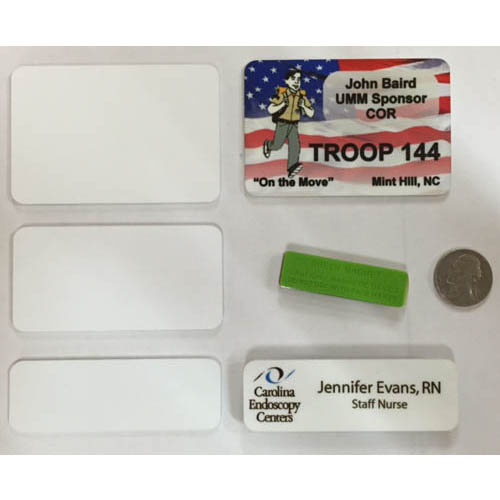 John Baird
UMM Sponsor
COR
TROOP 144
“On the Move”
Mint Hill, NC
Carolina
Endoscopy
Centers
Jennifer Evans, RN
Staff Nurse